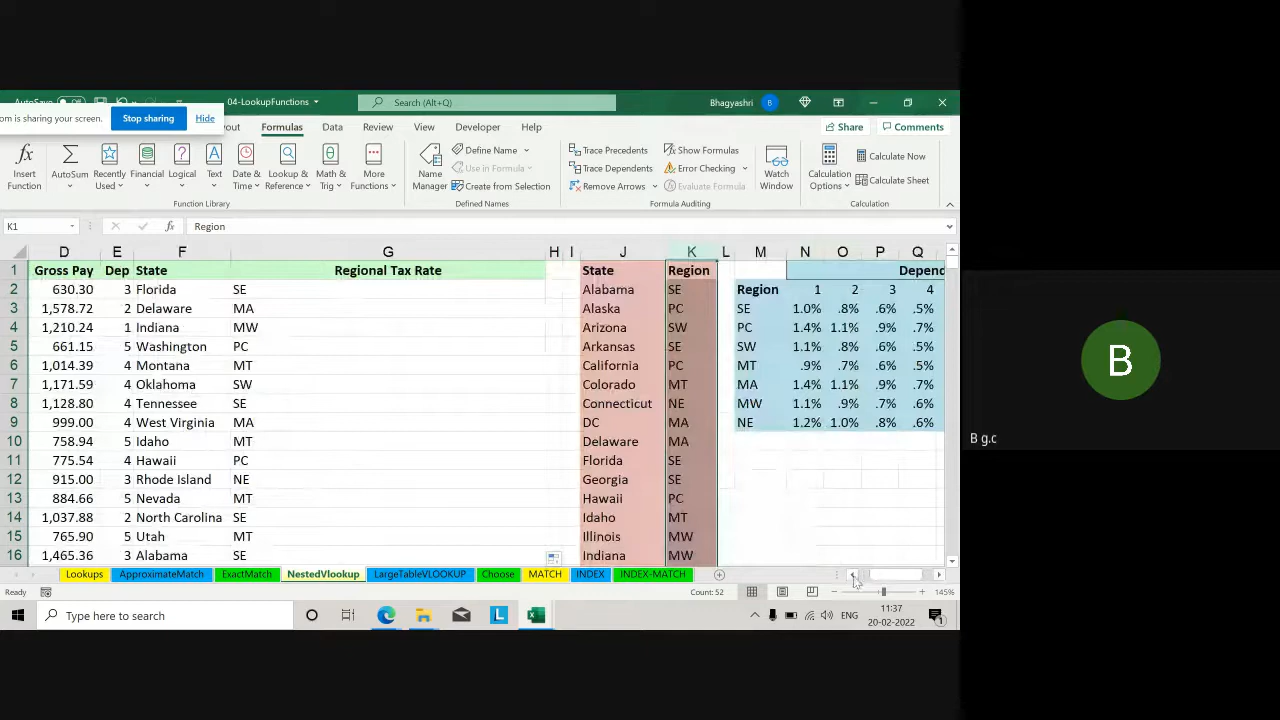 AutoSave Off 04-LookupFunctions Search (Alt+Q) Bhagyashri B
om is sharing your screen. Stop sharing Hide
out Formulas Data Review View Developer Help Share Comments
Insert Function AutoSum Recently Used Financial Logical Text Date & Time Lookup & Reference Math & Trig More Functions Name Manager Define Name Use in Formula Create from Selection Trace Precedents Trace Dependents Remove Arrows Show Formulas Error Checking Evaluate Formula Watch Window Calculation Options Calculate Now Calculate Sheet
Function Library Defined Names Formula Auditing Calculation
K1 fx Region
D E F G H I J K L M N O P Q
1 Gross Pay Dep State Regional Tax Rate State Region Depend
2 630.30 3 Florida SE Alabama SE Region 1 2 3 4
3 1,578.72 2 Delaware MA Alaska PC SE 1.0% .8% .6% .5%
4 1,210.24 1 Indiana MW Arizona SW PC 1.4% 1.1% .9% .7%
5 661.15 5 Washington PC Arkansas SE SW 1.1% .8% .6% .5%
6 1,014.39 4 Montana MT California PC MT .9% .7% .6% .5%
7 1,171.59 4 Oklahoma SW Colorado MT MA 1.4% 1.1% .9% .7%
8 1,128.80 4 Tennessee SE Connecticut NE MW 1.1% .9% .7% .6%
9 999.00 4 West Virginia MA DC MA NE 1.2% 1.0% .8% .6%
10 758.94 5 Idaho MT Delaware MA
11 775.54 4 Hawaii PC Florida SE
12 915.00 3 Rhode Island NE Georgia SE
13 884.66 5 Nevada MT Hawaii PC
14 1,037.88 2 North Carolina SE Idaho MT
15 765.90 5 Utah MT Illinois MW
16 1,465.36 3 Alabama SE Indiana MW
Lookups ApproximateMatch ExactMatch NestedVlookup LargeTableVLOOKUP Choose MATCH INDEX INDEX-MATCH
Ready Count: 52 145%
Type here to search L ENG 11:37
20-02-2022
B
B g.c